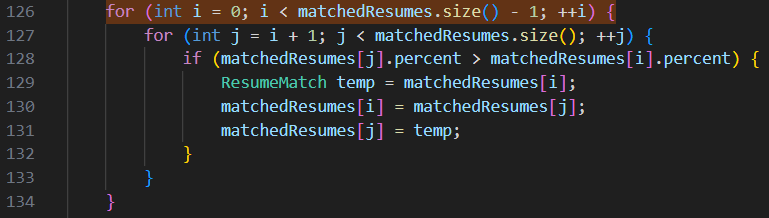 126 for (int i = 0; i < matchedResumes.size() - 1; ++i) {
127 for (int j = i + 1; j < matchedResumes.size(); ++j) {
128 if (matchedResumes[j].percent > matchedResumes[i].percent) {
129 ResumeMatch temp = matchedResumes[i];
130 matchedResumes[i] = matchedResumes[j];
131 matchedResumes[j] = temp;
132 }
133 }
134 }